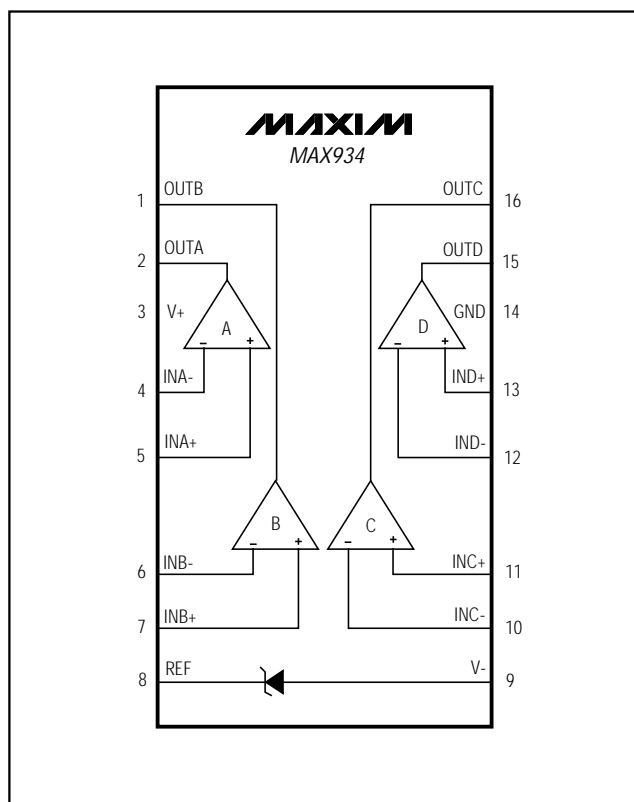 MAXIM
MAX934
1 OUTB OUTC 16
2 OUTA OUTD 15
3 V+ A D GND 14
- + - +
4 INA- IND+ 13
5 INA+ IND- 12
B C
- + - +
6 INB- INC+ 11
7 INB+ INC- 10
8 REF V- 9